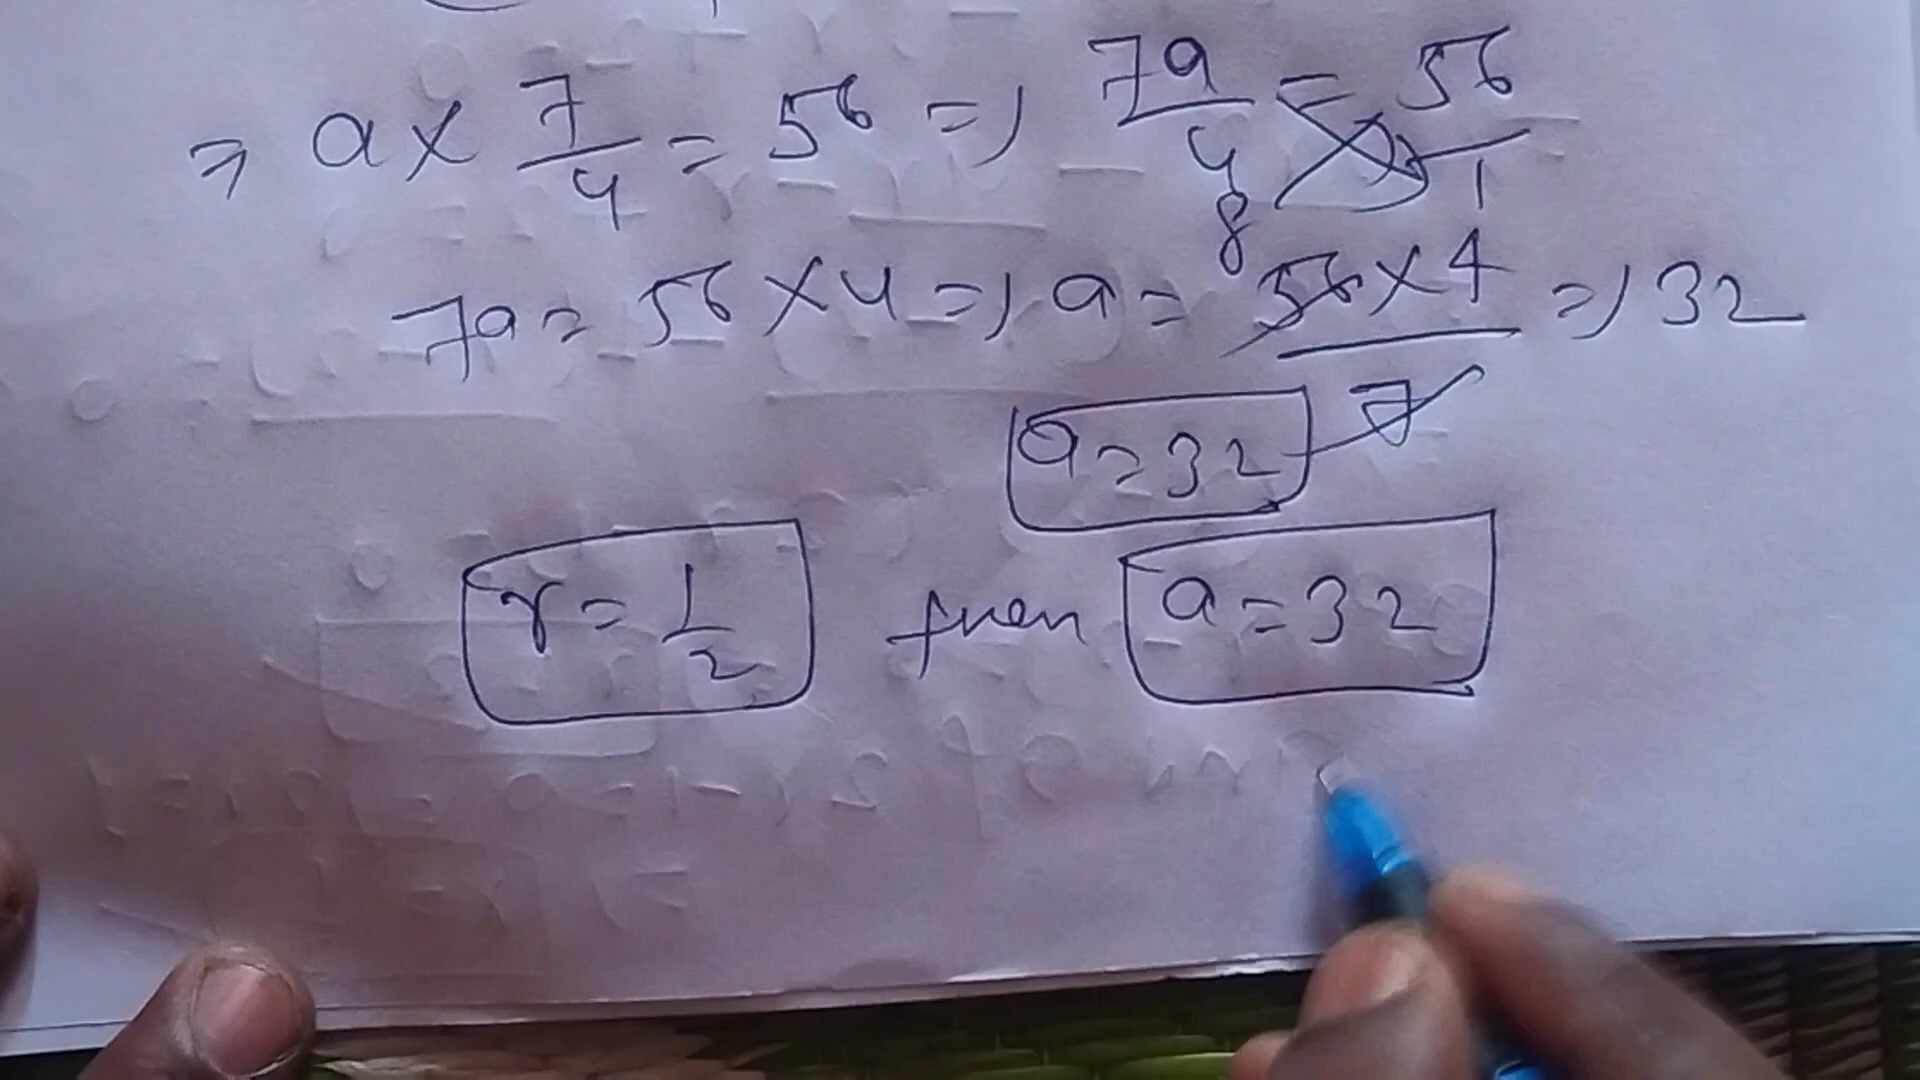 ⇒ a × 7/4 = 56 ⇒ 7a/4 = 56/1
7a = 56 × 4 ⇒ a = 56 × 4/7 ⇒ 32
8
a = 32
r = 1/2 then a = 32